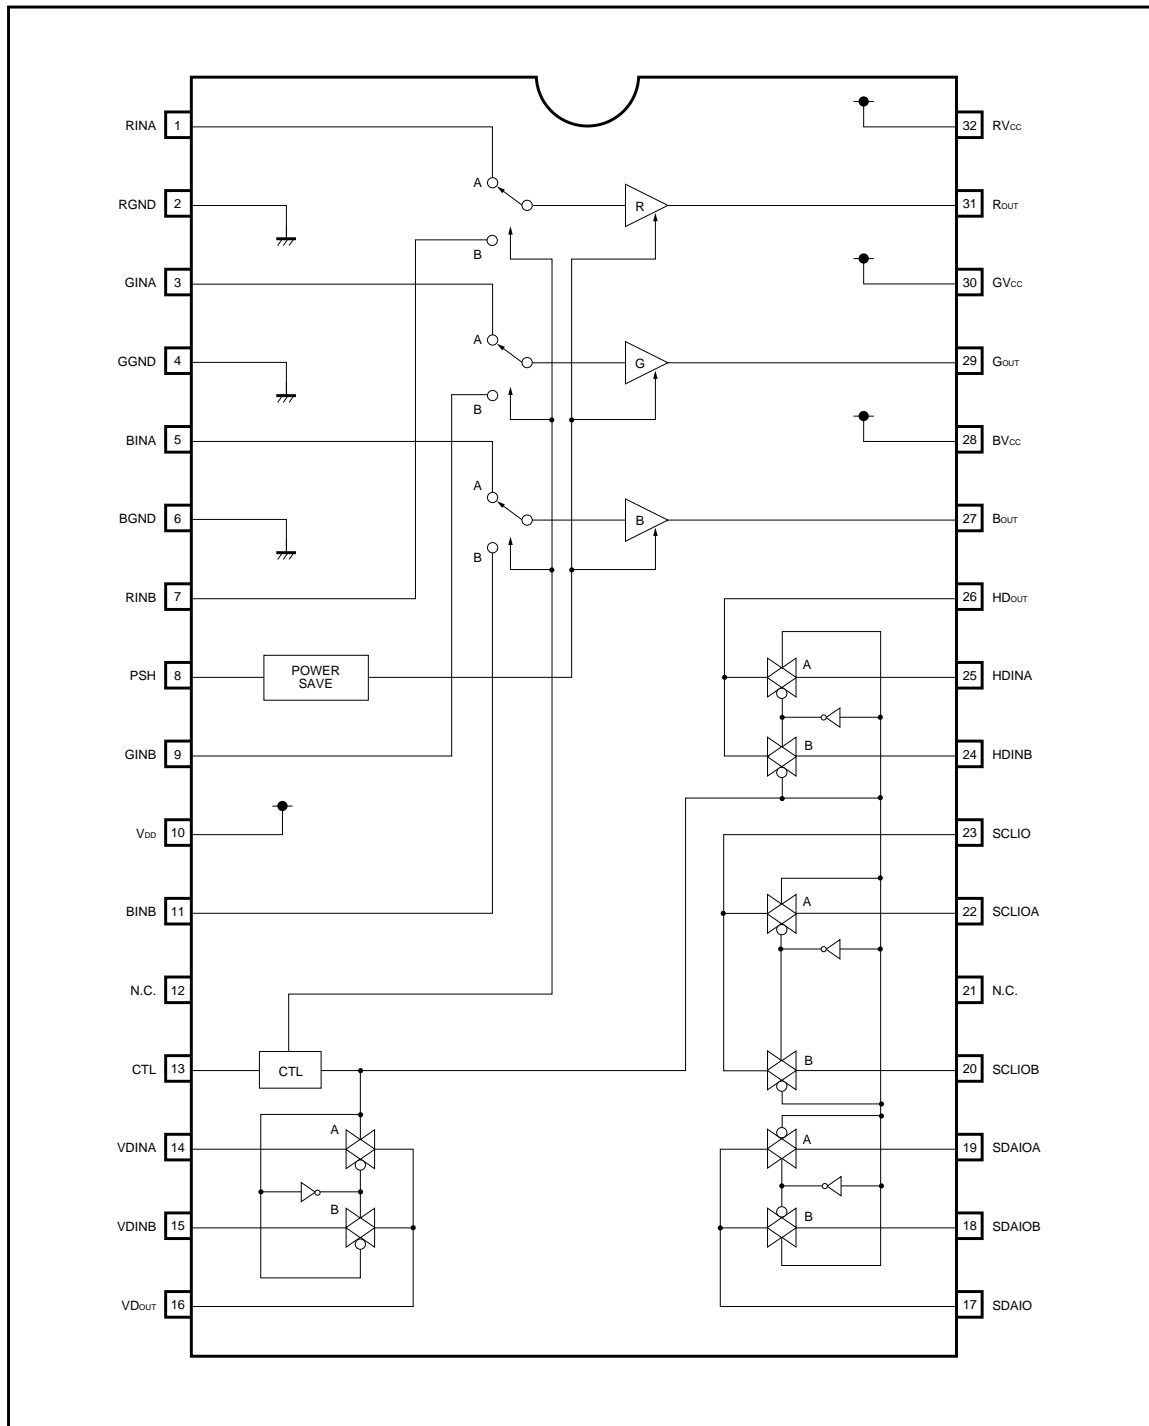 RINA 1
RGND 2
GINA 3
GGND 4
BINA 5
BGND 6
RINB 7
PSH 8
GINB 9
VDD 10
BINB 11
N.C. 12
CTL 13
VDINA 14
VDINB 15
VDOUT 16
A
B
R
A
B
G
A
B
B
POWER
SAVE
CTL
A
B
A
B
A
B
A
B
32 RVCC
31 ROUT
30 GVCC
29 GOUT
28 BVCC
27 BOUT
26 HDOUT
25 HDINA
24 HDINB
23 SCLIO
22 SCLIOA
21 N.C.
20 SCLIOB
19 SDAIOA
18 SDAIOB
17 SDAIO